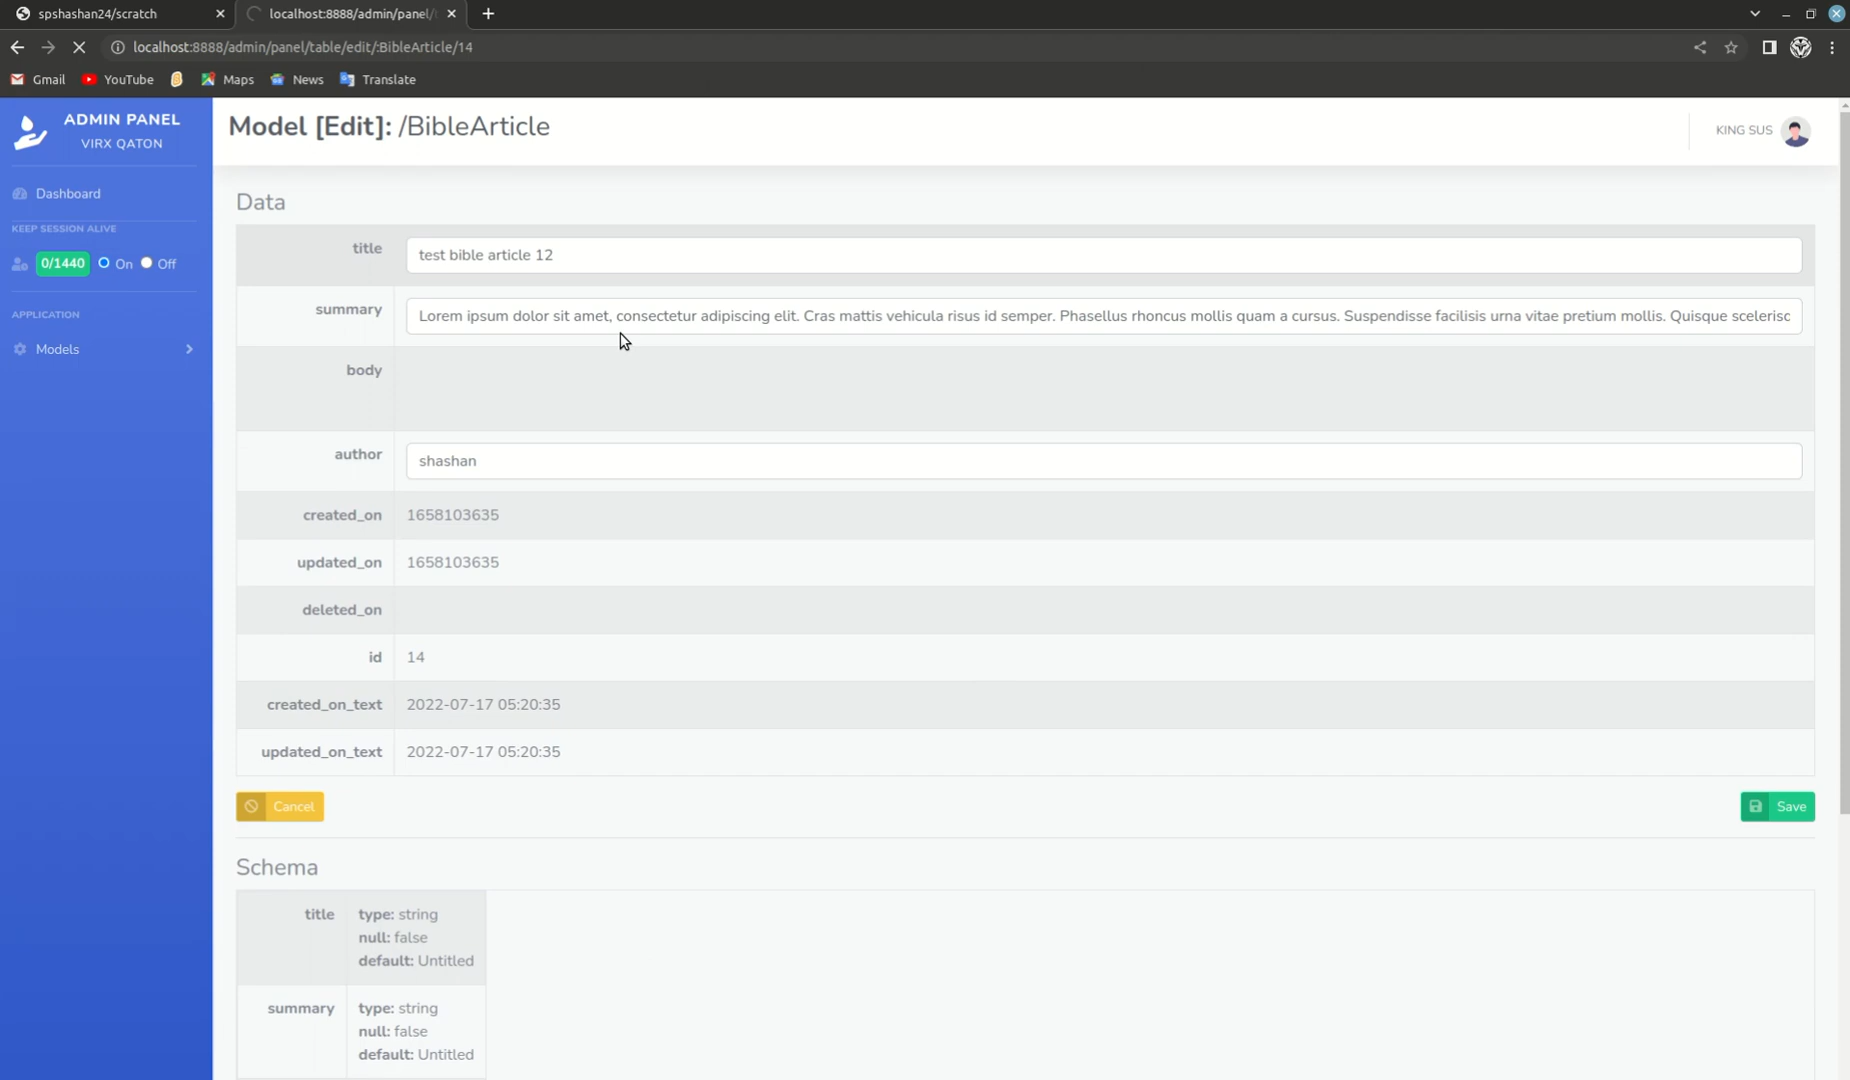 spshashan24/scratch
localhost:8888/admin/panel/
localhost:8888/admin/panel/table/edit/:BibleArticle/14
Gmail YouTube Maps News Translate
ADMIN PANEL
VIRX QATON
Model [Edit]: /BibleArticle
KING SUS
Dashboard
KEEP SESSION ALIVE
0/1440 On Off
APPLICATION
Models
Data
title test bible article 12
summary Lorem ipsum dolor sit amet, consectetur adipiscing elit. Cras mattis vehicula risus id semper. Phasellus rhoncus mollis quam a cursus. Suspendisse facilisis urna vitae pretium mollis. Quisque scelerisc
body
author shashan
created_on 1658103635
updated_on 1658103635
deleted_on
id 14
created_on_text 2022-07-17 05:20:35
updated_on_text 2022-07-17 05:20:35
Cancel Save
Schema
title type: string
null: false
default: Untitled
summary type: string
null: false
default: Untitled